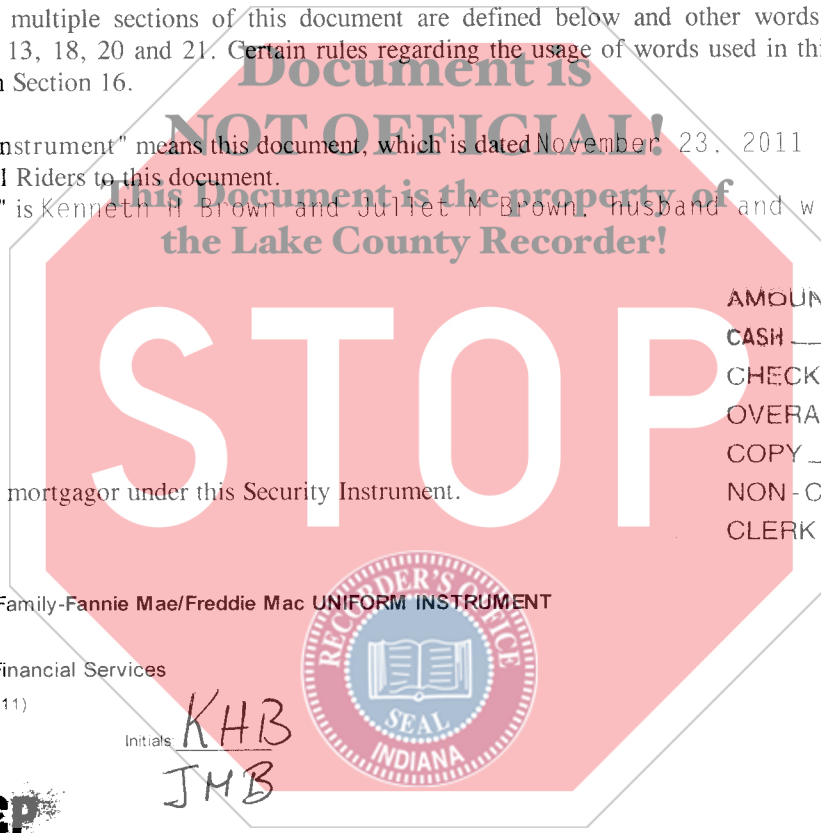 multiple sections of this document are defined below and other words
13, 18, 20 and 21. Certain rules regarding the usage of words used in thi
Section 16.
Document is
NOT OFFICIAL!
nstrument" means this document, which is dated November 23, 2011
l Riders to this document.
This Document is the property of
" is Kenneth H Brown and Juliet M Brown, husband and w
the Lake County Recorder!
AMOUN
CASH
CHECK
OVERA
COPY
NON-C
CLERK
STOP
mortgagor under this Security Instrument.
Family-Fannie Mae/Freddie Mac UNIFORM INSTRUMENT
RECORDER'S OFFICE
SEAL
INDIANA
Financial Services
11)
Initials: KHB
JMB
ep